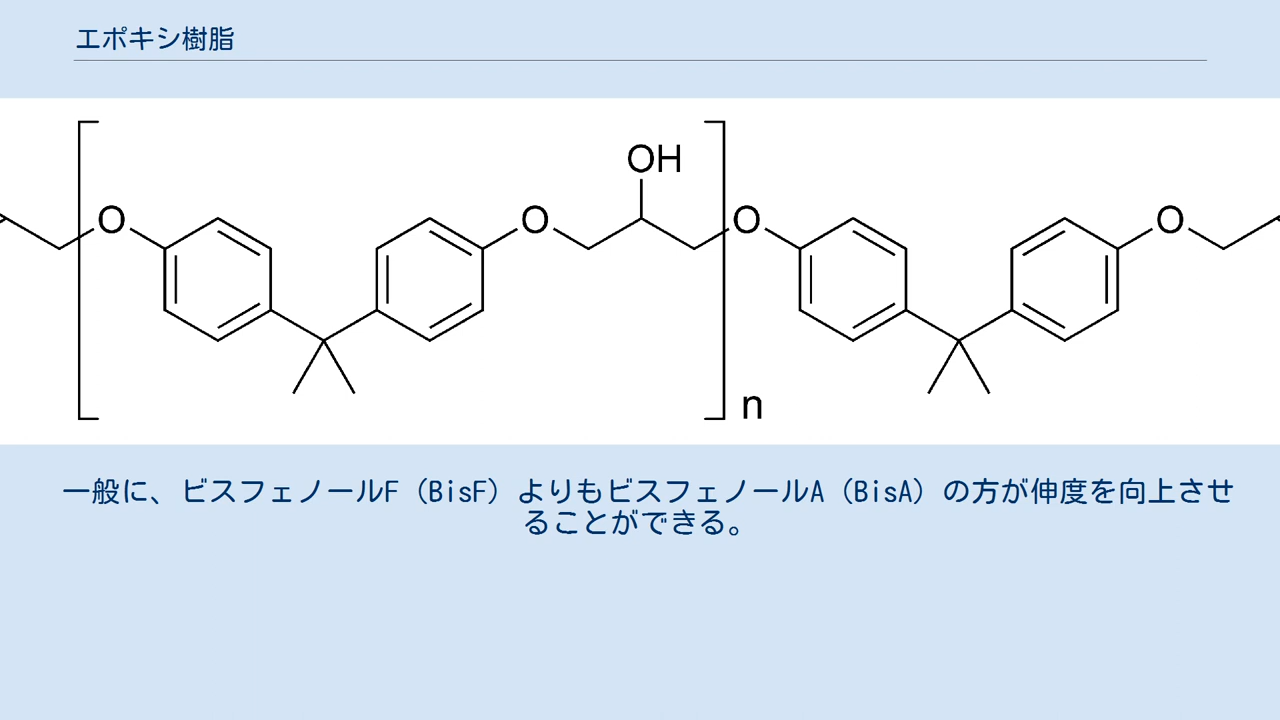 エポキシ樹脂
OH
O O O O
n
一般に、ビスフェノールF（BisF）よりもビスフェノールA（BisA）の方が伸度を向上させ
ることができる。